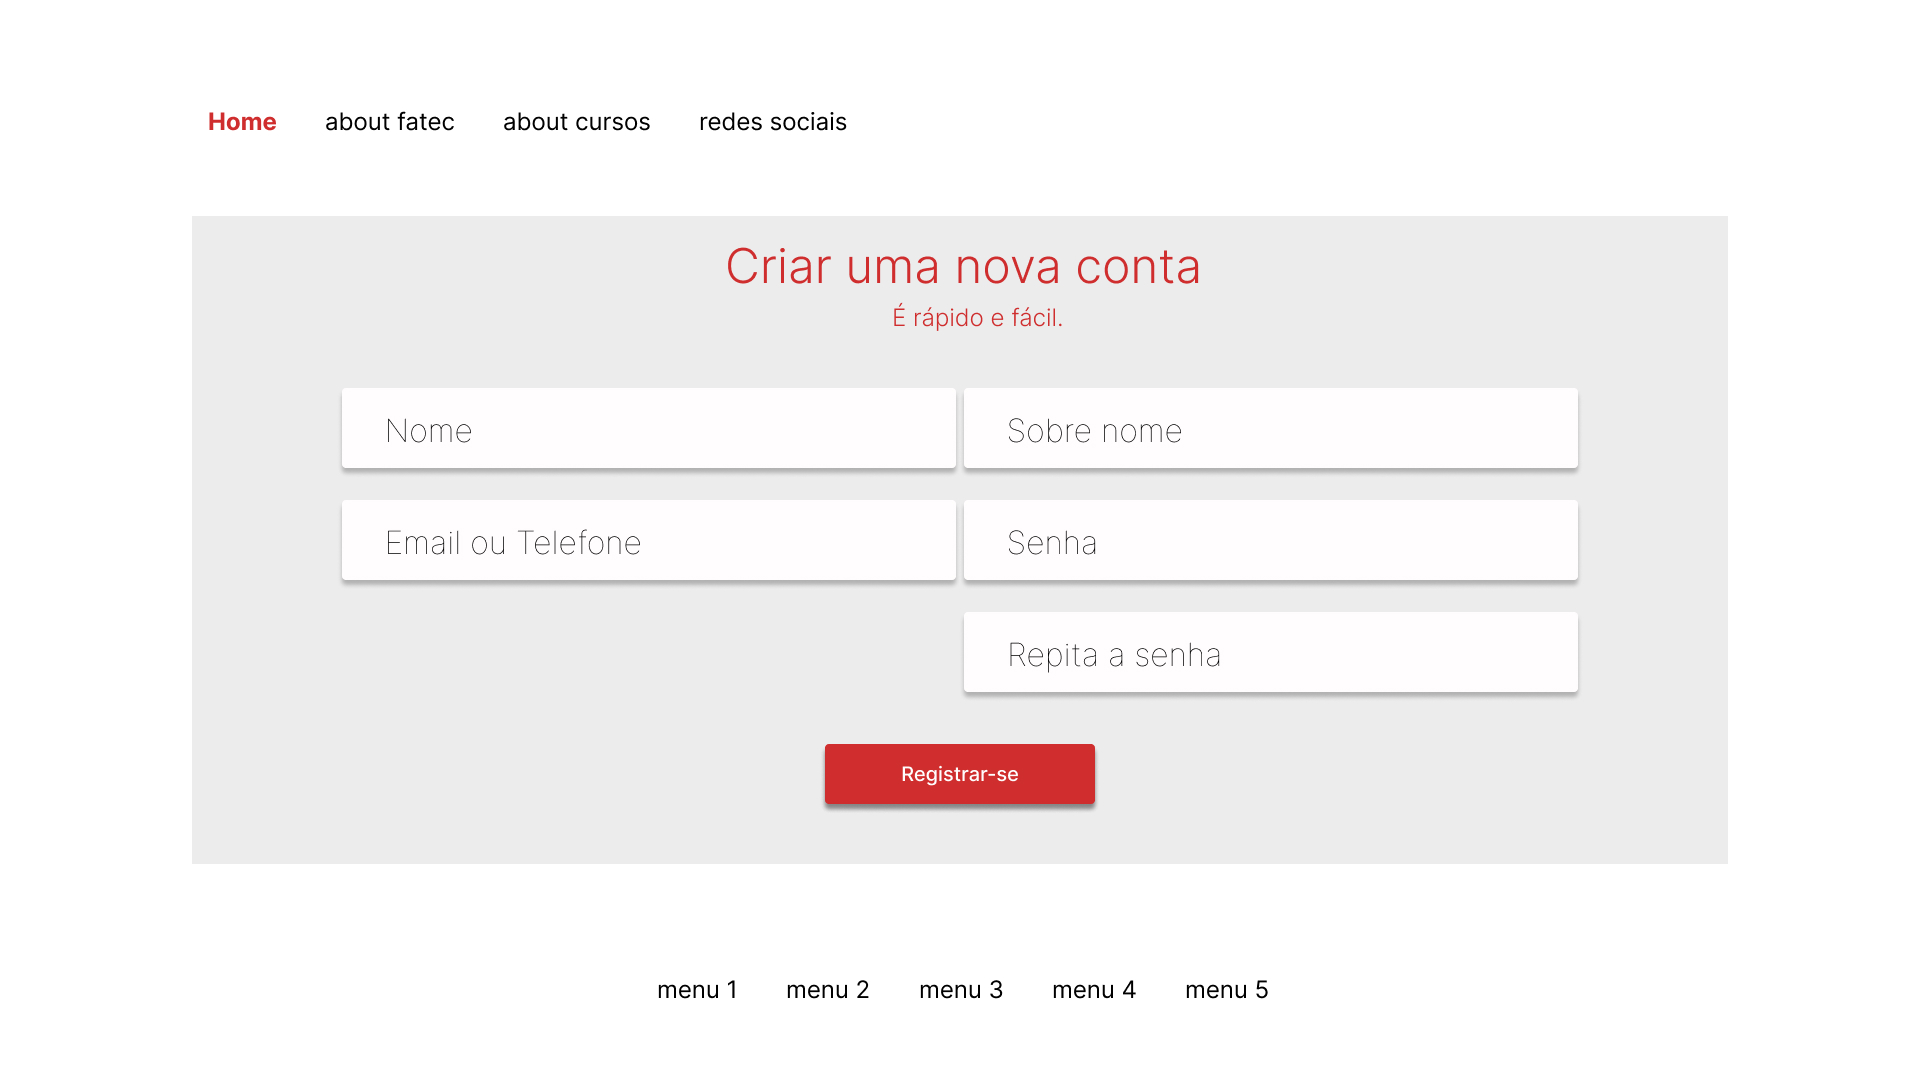 Home about fatec about cursos redes sociais
Criar uma nova conta
É rápido e fácil.
Nome Sobre nome
Email ou Telefone Senha
Repita a senha
Registrar-se
menu 1 menu 2 menu 3 menu 4 menu 5